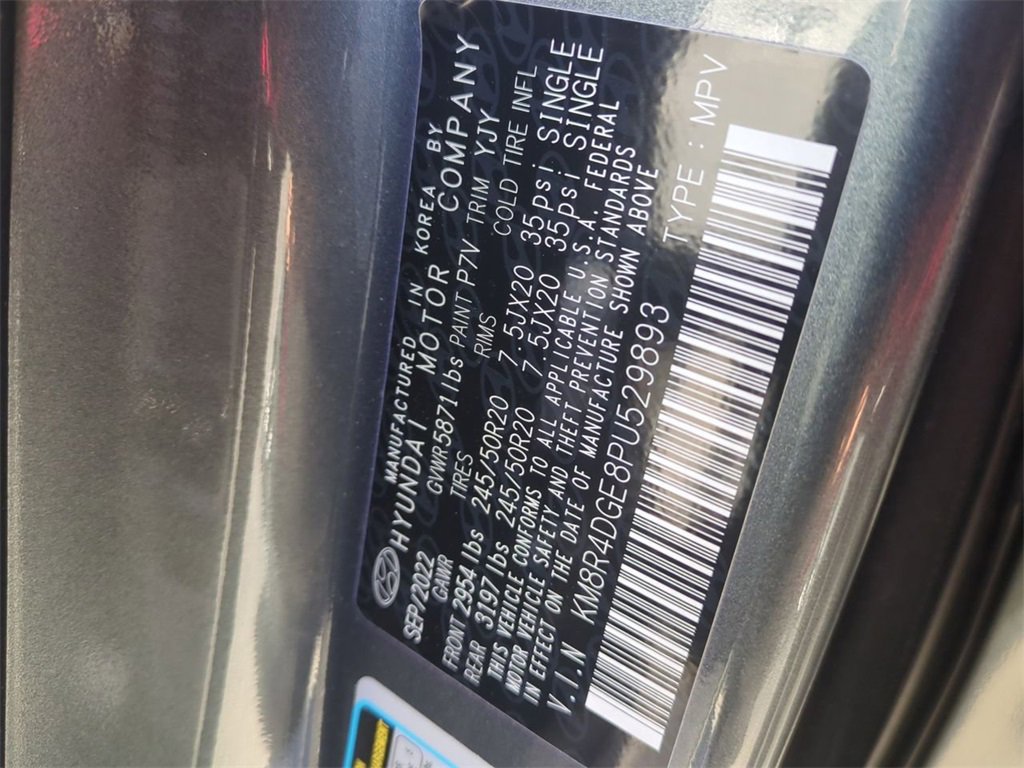 MANUFACTURED IN KOREA BY
HYUNDAI MOTOR COMPANY
SEP/2022 GVWR 5871 lbs PAINT P7V TRIM YJY
GAWR TIRES RIMS COLD TIRE INFL
FRONT 2954 lbs 245/50R20 7.5JX20 35psi SINGLE
REAR 3197 lbs 245/50R20 7.5JX20 35psi SINGLE
THIS VEHICLE CONFORMS TO ALL APPLICABLE U.S.A. FEDERAL
MOTOR VEHICLE SAFETY AND THEFT PREVENTION STANDARDS
IN EFFECT ON THE DATE OF MANUFACTURE SHOWN ABOVE
V.I.N KM8R4DGE8PU529893 TYPE : MPV